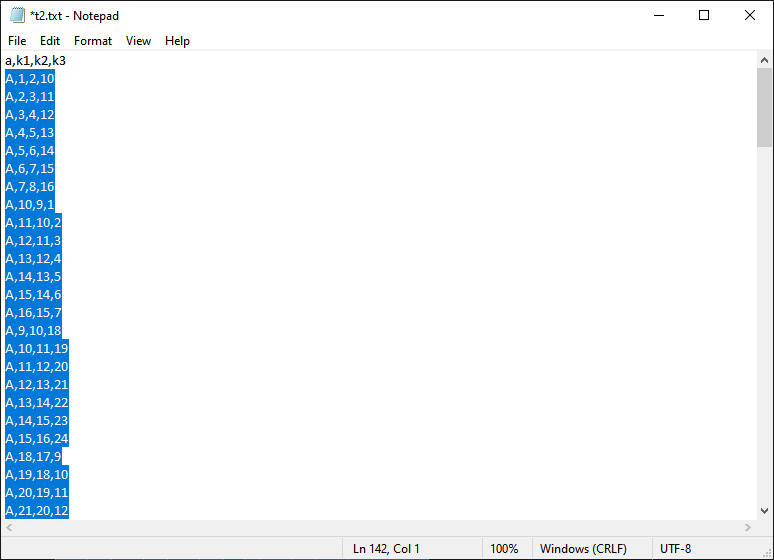 *t2.txt - Notepad
File Edit Format View Help
a,k1,k2,k3
A,1,2,10
A,2,3,11
A,3,4,12
A,4,5,13
A,5,6,14
A,6,7,15
A,7,8,16
A,10,9,1
A,11,10,2
A,12,11,3
A,13,12,4
A,14,13,5
A,15,14,6
A,16,15,7
A,9,10,18
A,10,11,19
A,11,12,20
A,12,13,21
A,13,14,22
A,14,15,23
A,15,16,24
A,18,17,9
A,19,18,10
A,20,19,11
A,21,20,12
Ln 142, Col 1 100% Windows (CRLF) UTF-8